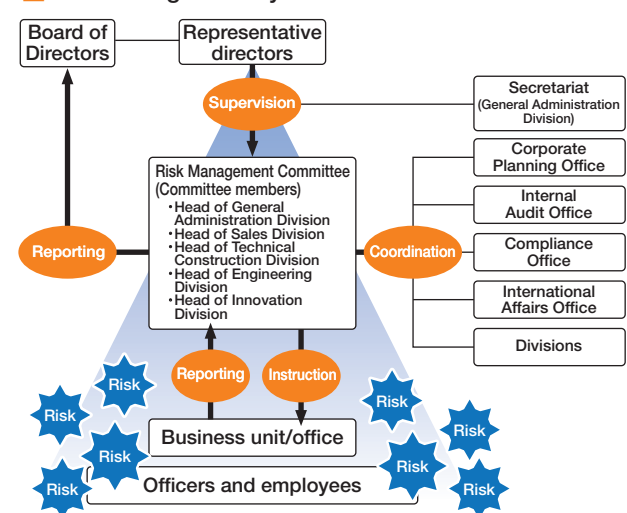 Board of
Directors
Representative
directors
Supervision
Secretariat
(General Administration
Division)
Risk Management Committee
(Committee members)
・Head of General
Administration Division
・Head of Sales Division
・Head of Technical
Construction Division
・Head of Engineering
Division
・Head of Innovation
Division
Corporate
Planning Office
Internal
Audit Office
Reporting
Coordination
Compliance
Office
International
Affairs Office
Divisions
Reporting
Instruction
Risk
Risk
Risk
Risk
Risk
Risk
Risk
Risk
Business unit/office
Officers and employees